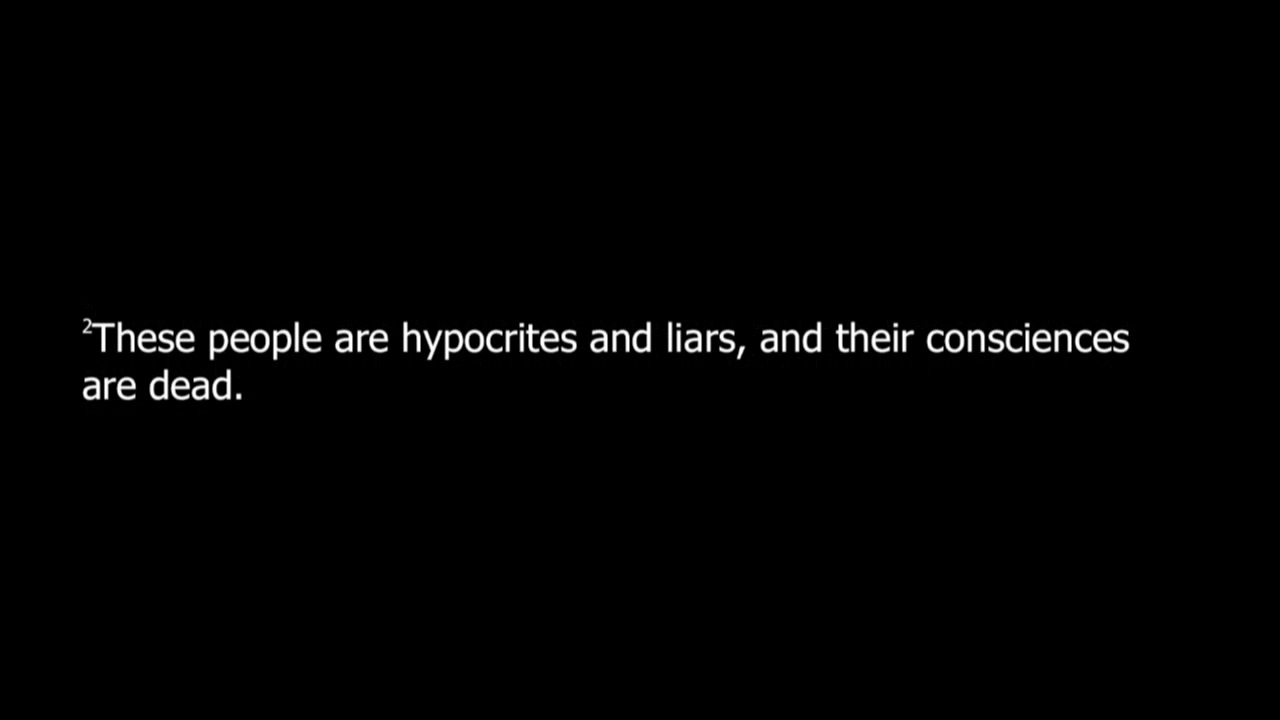 ²These people are hypocrites and liars, and their consciences
are dead.